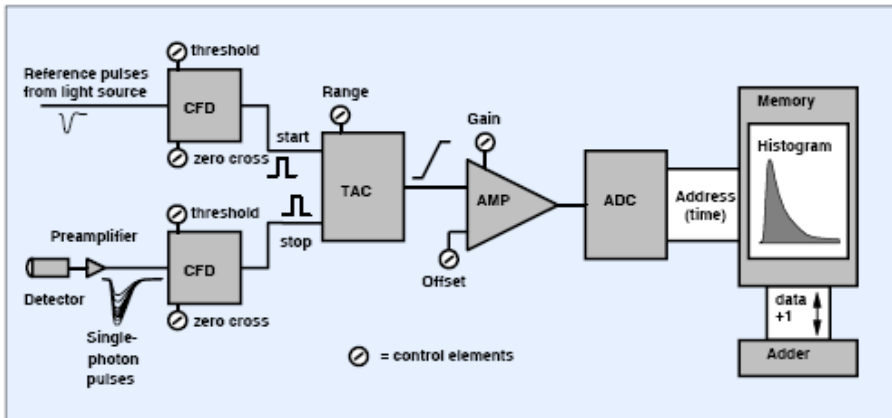 threshold
Reference pulses
from light source
CFD
zero cross
start
Range
TAC
Gain
AMP
Offset
ADC
Address
(time)
Memory
Histogram
threshold
Preamplifier
CFD
stop
Detector
zero cross
Single-
photon
pulses
= control elements
data
+1
Adder